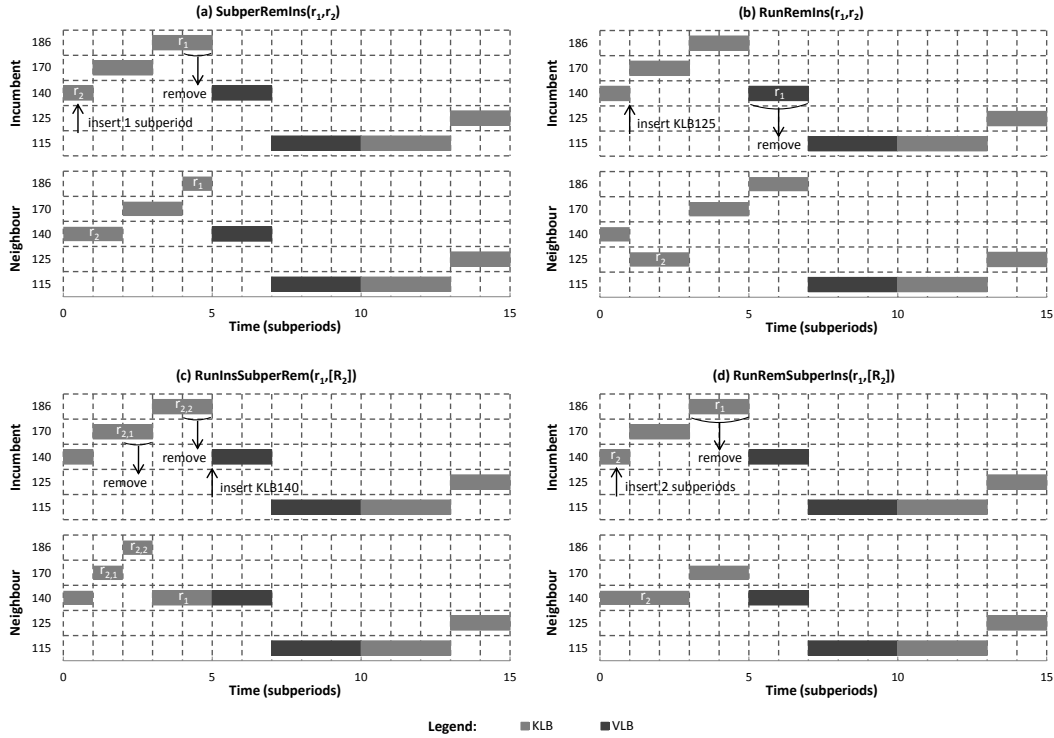 (a) SubperRemIns(r1,r2)
Incumbent
186
170
140
125
115
r1
r2
remove
insert 1 subperiod
Neighbour
186
170
140
125
115
r1
r2
0
5
10
15
Time (subperiods)
(b) RunRemIns(r1,r2)
Incumbent
186
170
140
125
115
r1
insert KLB125
remove
Neighbour
186
170
140
125
115
r2
0
5
10
15
Time (subperiods)
(c) RunInsSubperRem(r1,[R2])
Incumbent
186
170
140
125
115
r2,2
r2,1
remove
remove
insert KLB140
Neighbour
186
170
140
125
115
r2,2
r2,1
r1
0
5
10
15
Time (subperiods)
(d) RunRemSubperIns(r1,[R2])
Incumbent
186
170
140
125
115
r1
r2
remove
insert 2 subperiods
Neighbour
186
170
140
125
115
r2
0
5
10
15
Time (subperiods)
Legend: KLB VLB